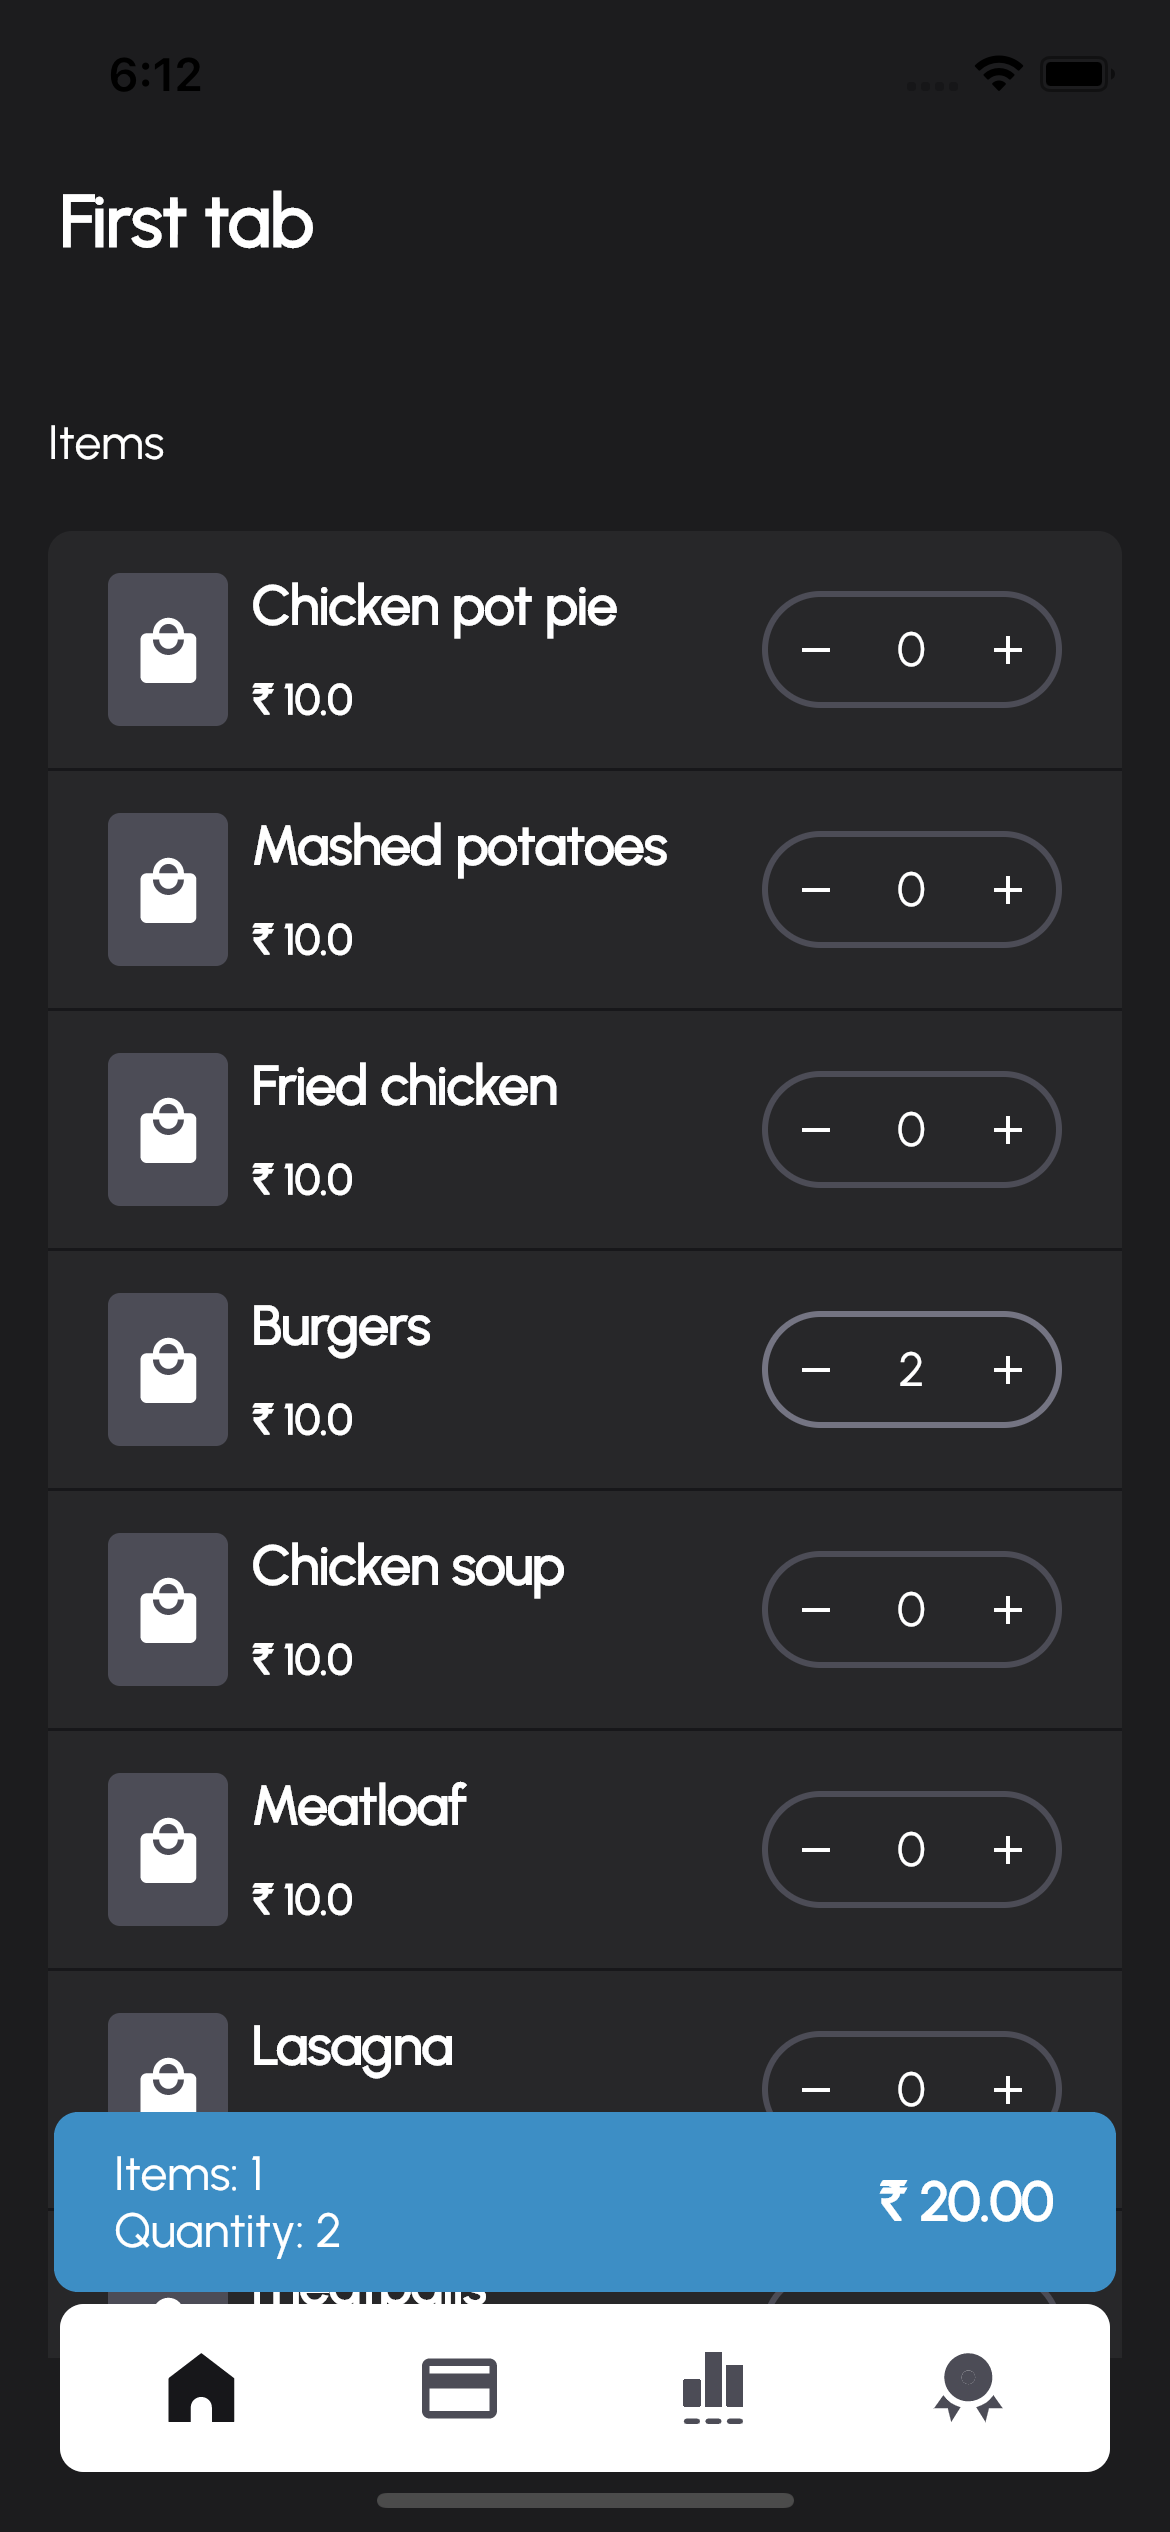 6:12
First tab
Items
Chicken pot pie
₹ 10.0
− 0 +
Mashed potatoes
₹ 10.0
− 0 +
Fried chicken
₹ 10.0
− 0 +
Burgers
₹ 10.0
− 2 +
Chicken soup
₹ 10.0
− 0 +
Meatloaf
₹ 10.0
− 0 +
Lasagna
− 0 +
Items: 1
Quantity: 2
₹ 20.00